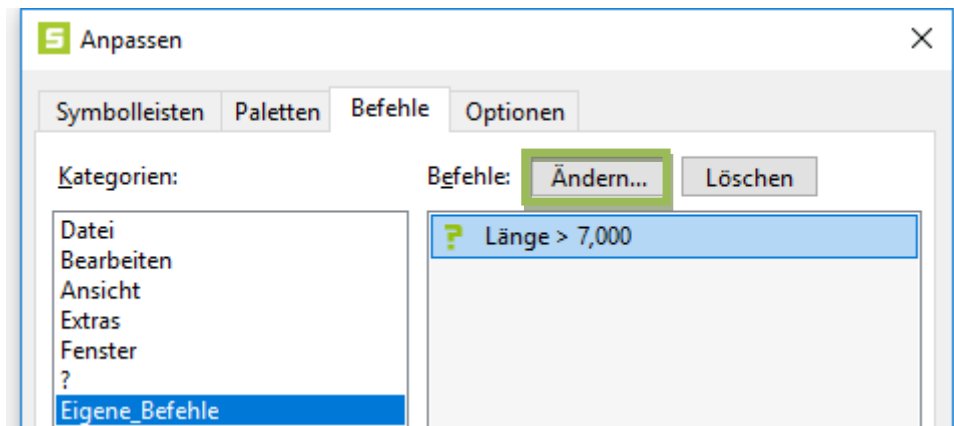 Anpassen
Symbolleisten Paletten Befehle Optionen
Kategorien: Befehle: Ändern... Löschen
Datei
Bearbeiten
Ansicht
Extras
Fenster
?
Eigene_Befehle
? Länge > 7,000